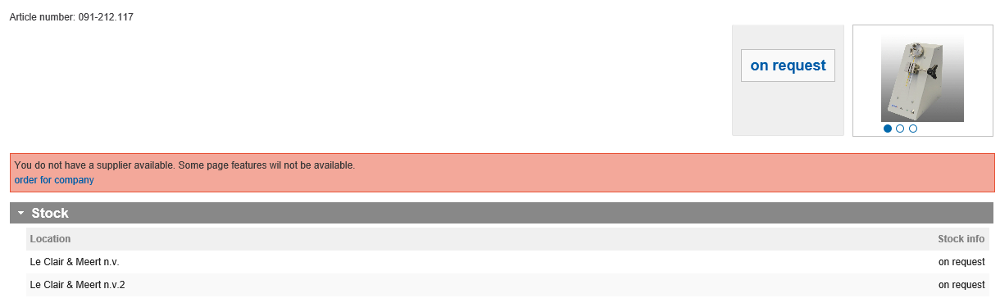 Article number: 091-212.117
on request
You do not have a supplier available. Some page features wil not be available.
order for company
Stock
Location Stock info
Le Clair & Meert n.v. on request
Le Clair & Meert n.v.2 on request